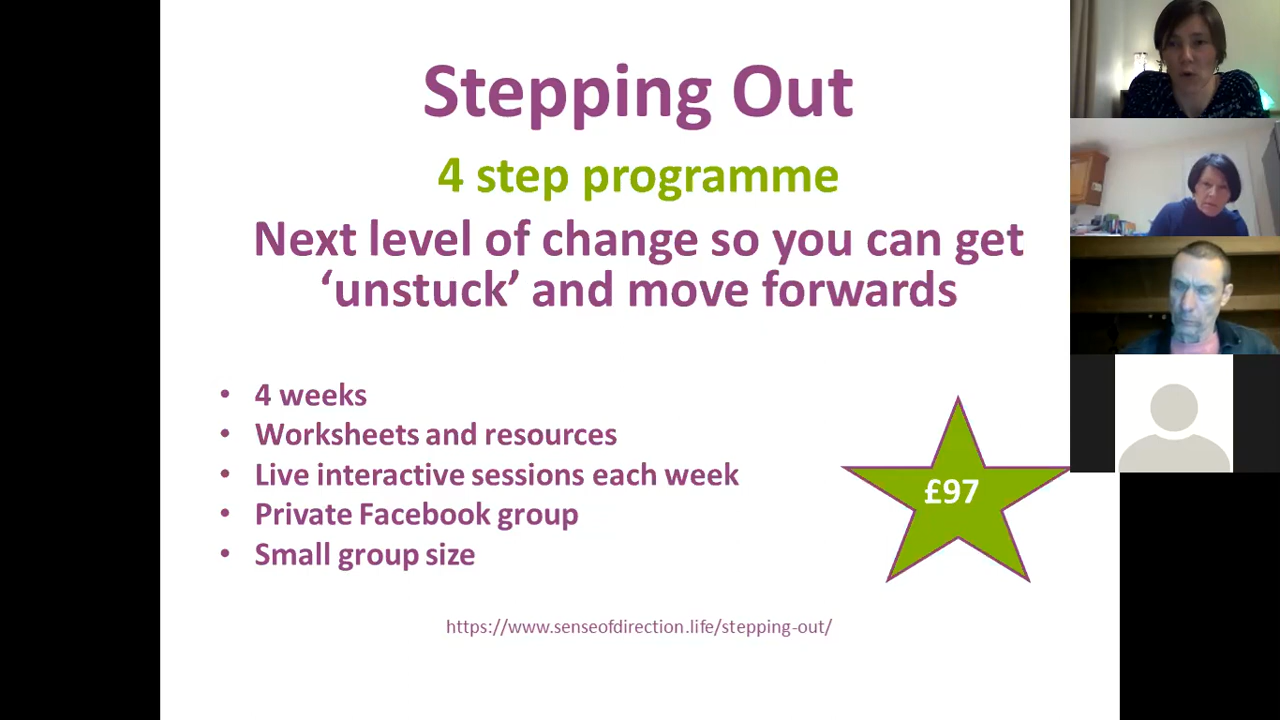 Stepping Out
4 step programme
Next level of change so you can get
‘unstuck’ and move forwards
• 4 weeks
• Worksheets and resources
• Live interactive sessions each week
• Private Facebook group
• Small group size
£97
https://www.senseofdirection.life/stepping-out/